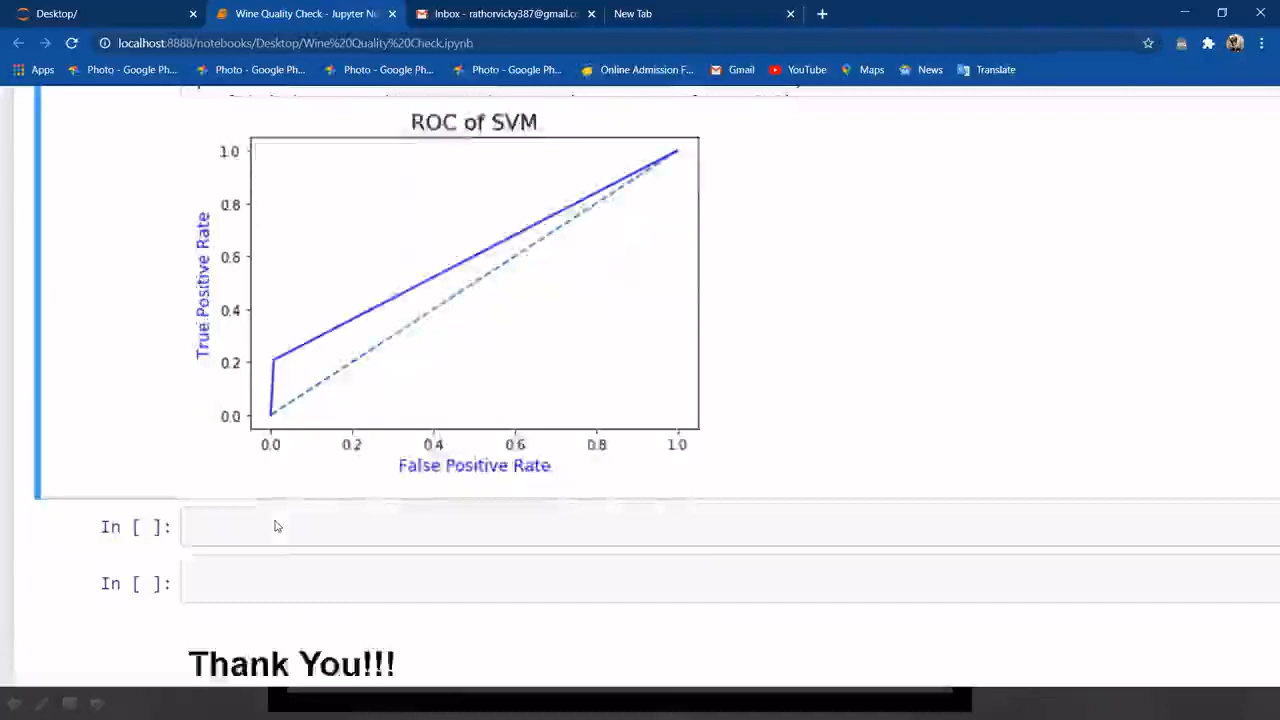 Desktop/
Wine Quality Check - Jupyter N
Inbox - rathorvicky387@gmail.c
New Tab
localhost:8888/notebooks/Desktop/Wine%20Quality%20Check.ipynb
Apps
Photo - Google Ph...
Photo - Google Ph...
Photo - Google Ph...
Photo - Google Ph...
Online Admission F...
Gmail
YouTube
Maps
News
Translate
ROC of SVM
1.0
0.8
0.6
0.4
0.2
0.0
True Positive Rate
0.0 0.2 0.4 0.6 0.8 1.0
False Positive Rate
In [ ]:
In [ ]:
Thank You!!!